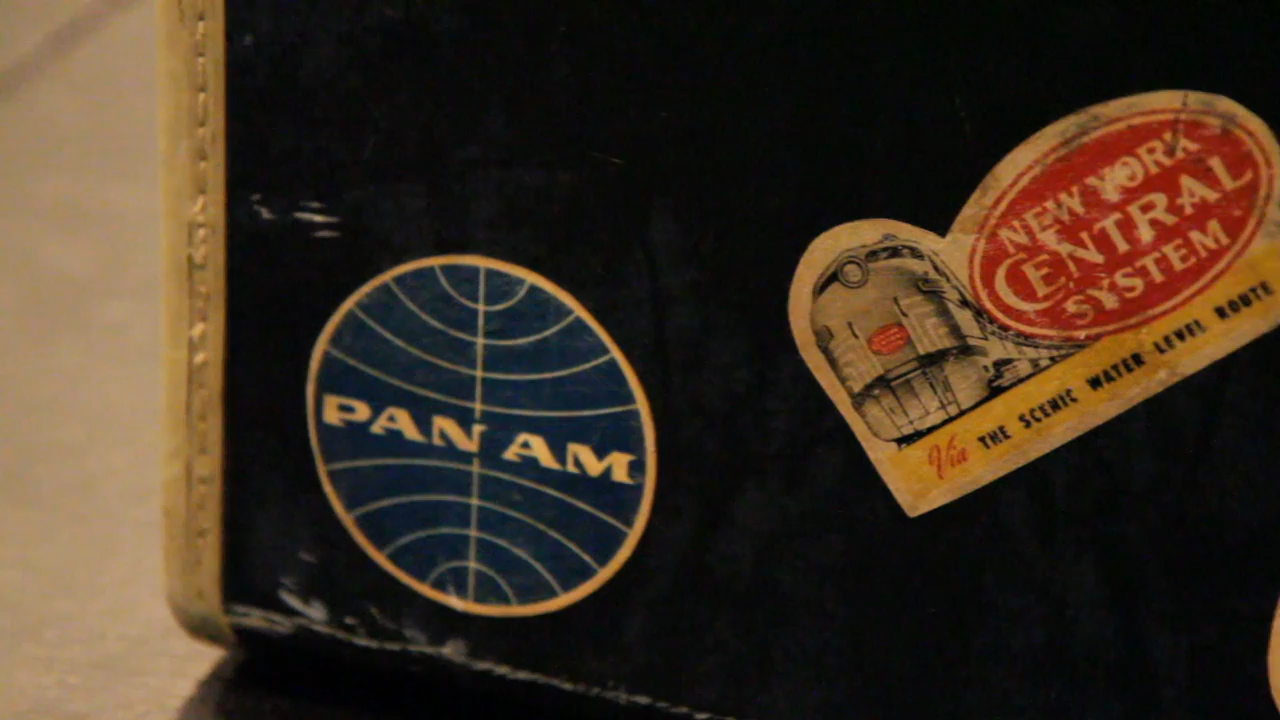 PAN AM
NEW YORK
CENTRAL
SYSTEM
Via THE SCENIC WATER LEVEL ROUTE